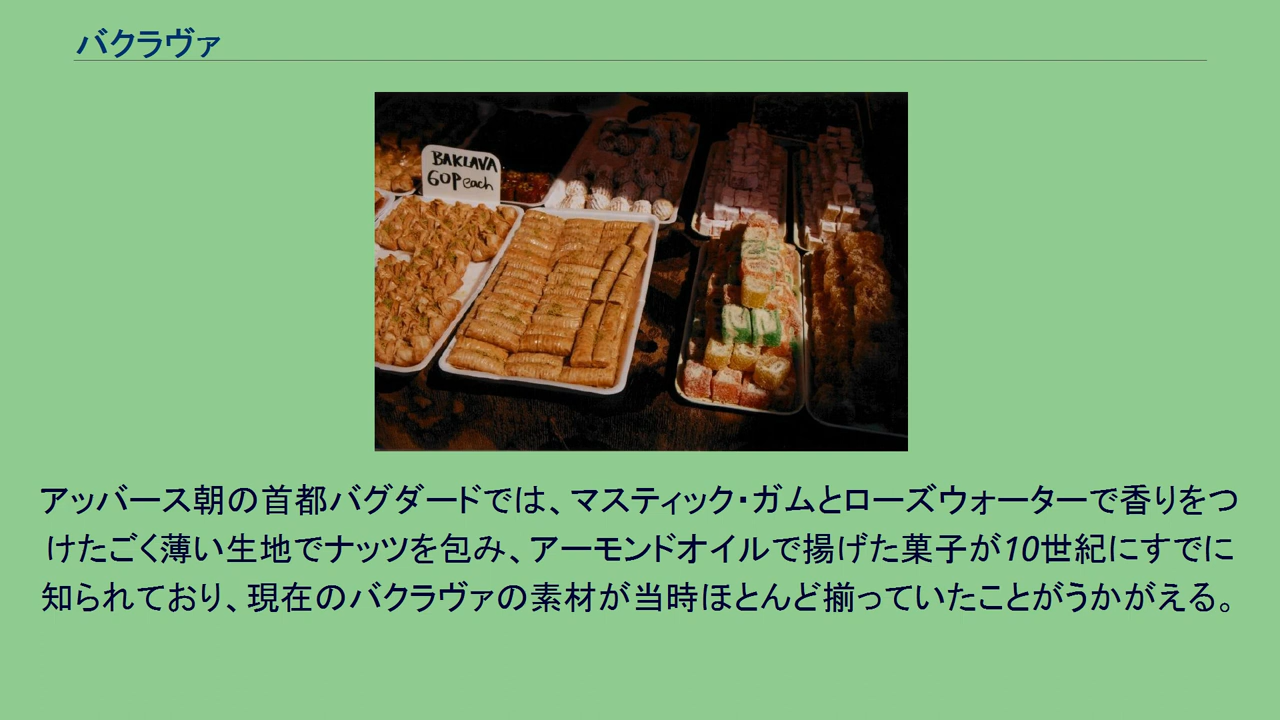 バクラヴァ
BAKLAVA
60P each
アッバース朝の首都バグダードでは、マスティック・ガムとローズウォーターで香りをつ
けたごく薄い生地でナッツを包み、アーモンドオイルで揚げた菓子が10世紀にすでに
知られており、現在のバクラヴァの素材が当時ほとんど揃っていたことがうかがえる。